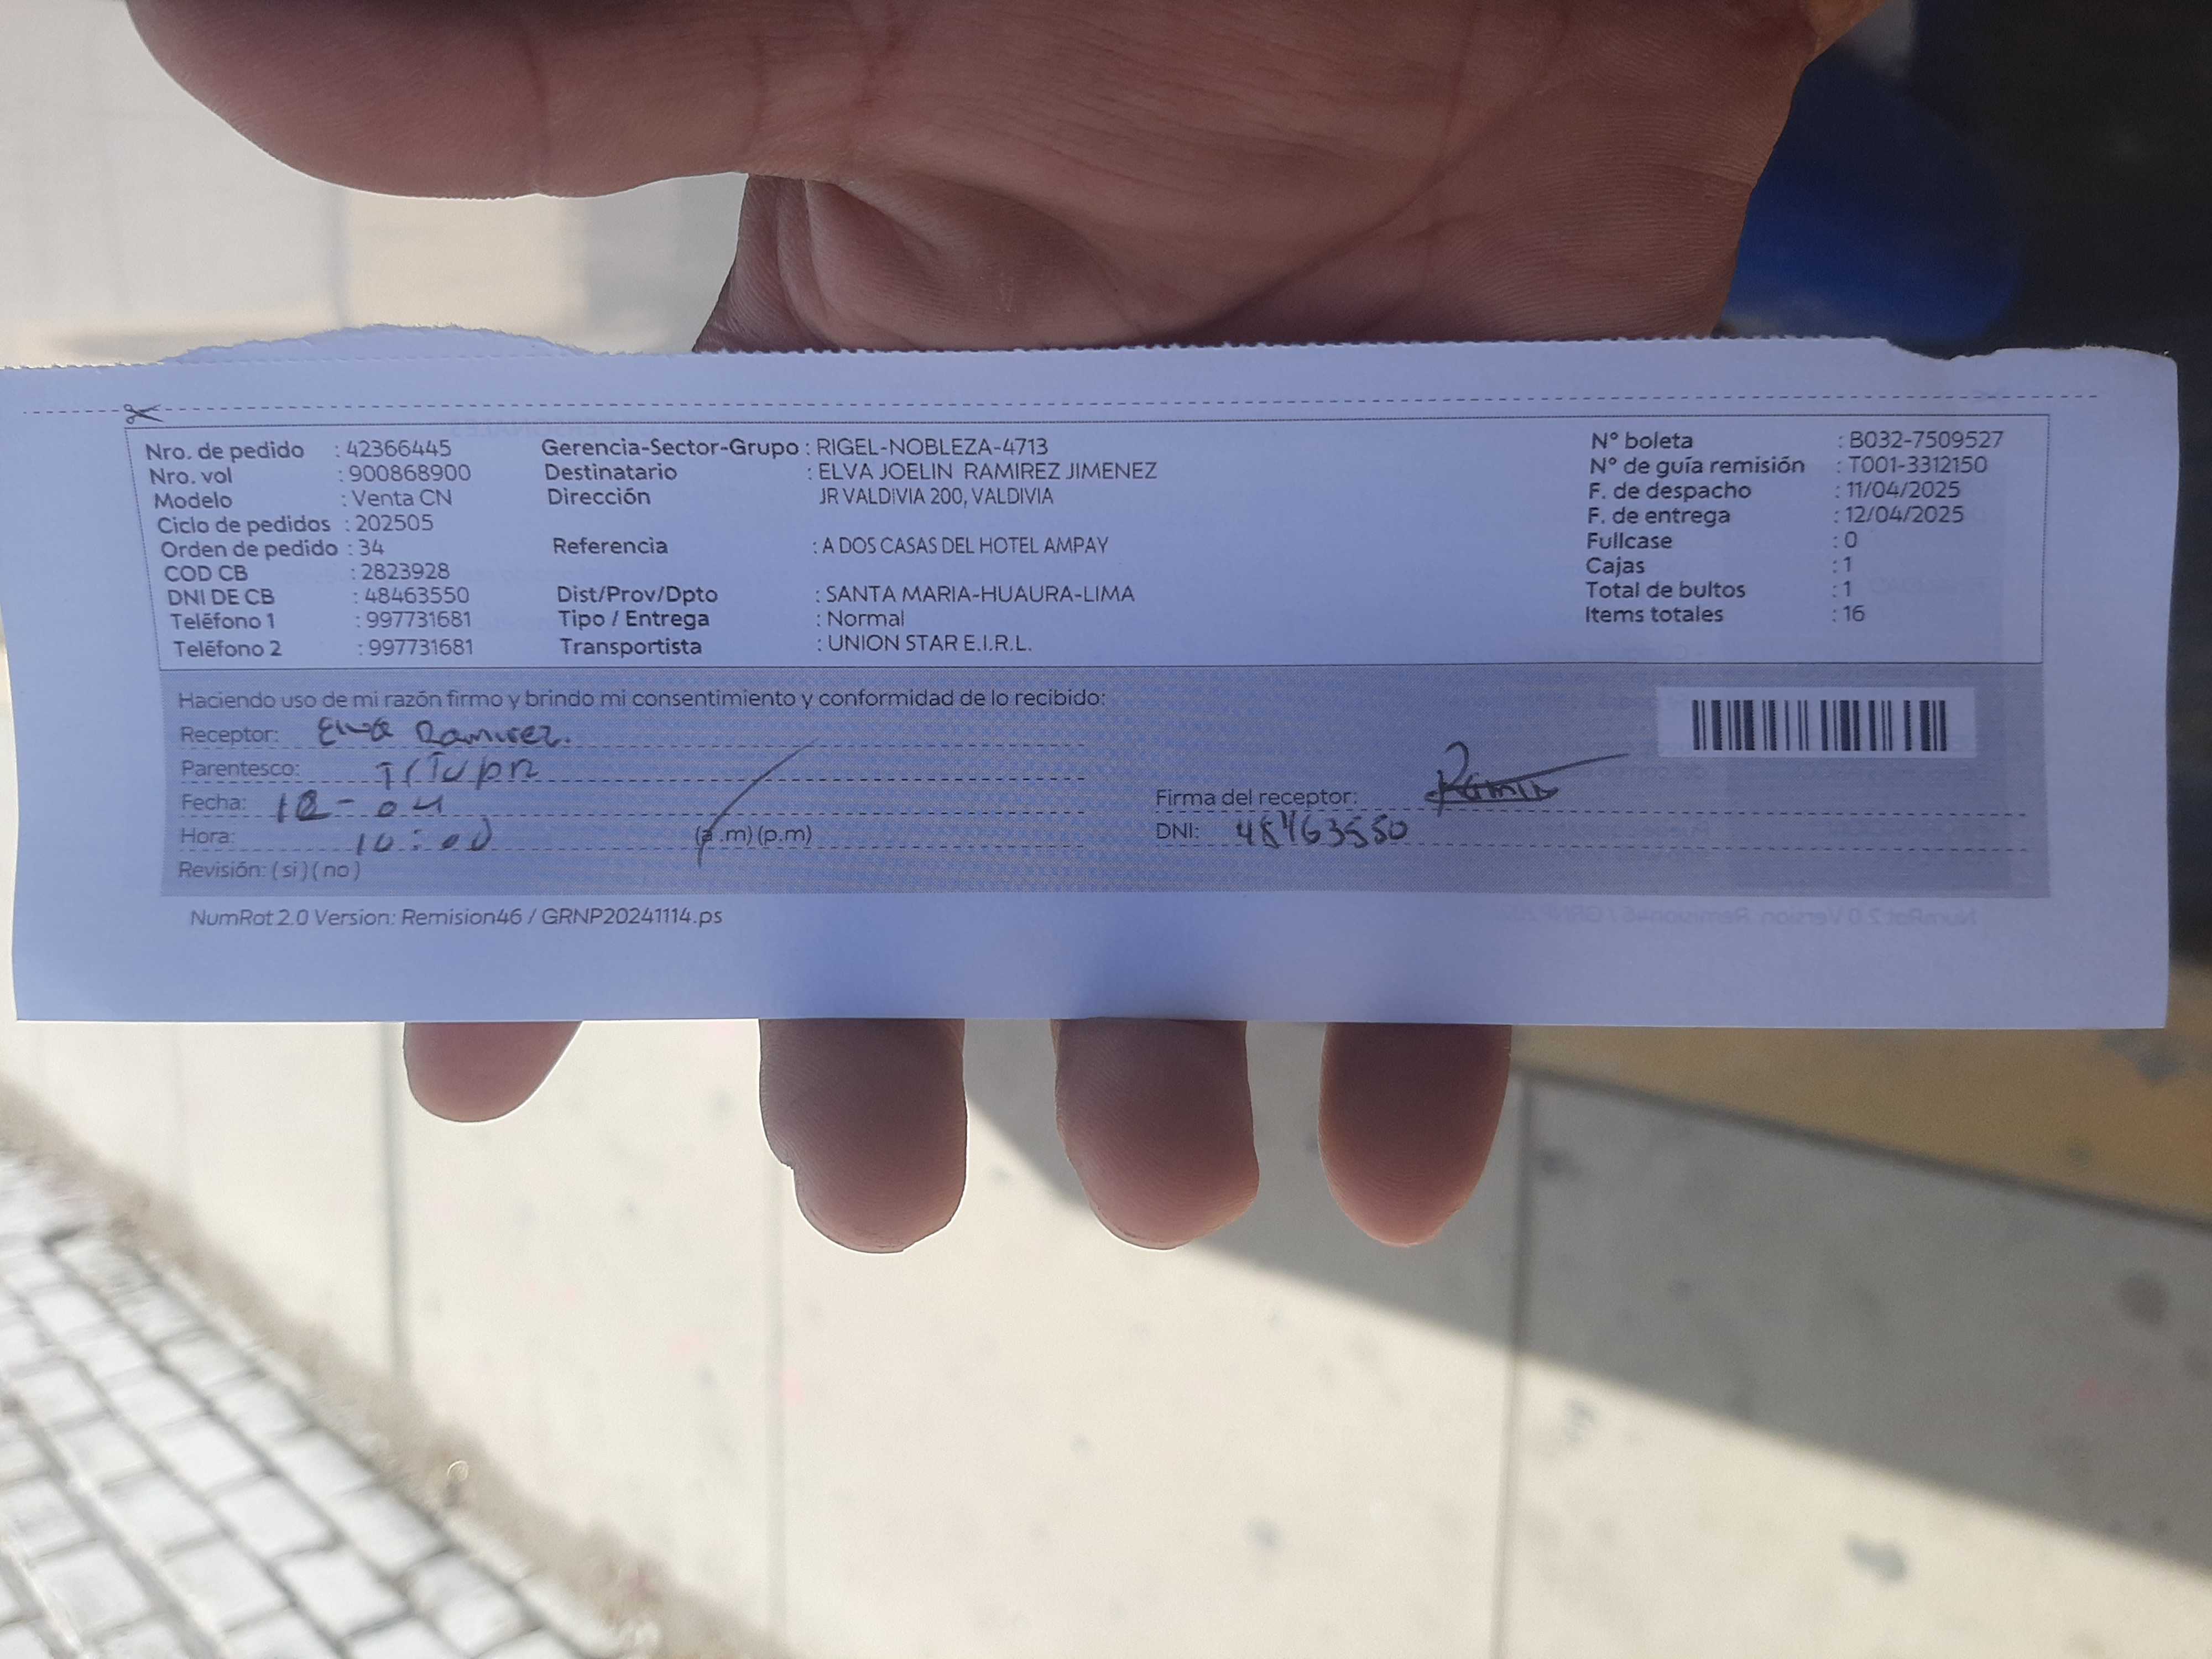 Nro. de pedido : 42366445 Gerencia-Sector-Grupo : RIGEL-NOBLEZA-4713 N° boleta : B032-7509527
Nro. vol : 900868900 Destinatario : ELVA JOELIN RAMIREZ JIMENEZ N° de guía remisión : T001-3312150
Modelo : Venta CN Dirección JR VALDIVIA 200, VALDIVIA F. de despacho : 11/04/2025
Ciclo de pedidos : 202505 F. de entrega : 12/04/2025
Orden de pedido : 34 Referencia : A DOS CASAS DEL HOTEL AMPAY Fullcase : 0
COD CB : 2823928 Cajas : 1
DNI DE CB : 48463550 Dist/Prov/Dpto : SANTA MARIA-HUAURA-LIMA Total de bultos : 1
Teléfono 1 : 997731681 Tipo / Entrega : Normal Items totales : 16
Teléfono 2 : 997731681 Transportista : UNION STAR E.I.R.L.
Haciendo uso de mi razón firmo y brindo mi consentimiento y conformidad de lo recibido:
Receptor: Elva Ramirez.
Parentesco:
Fecha: 12-04 Firma del receptor:
Hora: 10:00 (a.m)(p.m) DNI: 48463550
Revisión: ( si )( no )
NumRot 2.0 Version: Remision46 / GRNP20241114.ps